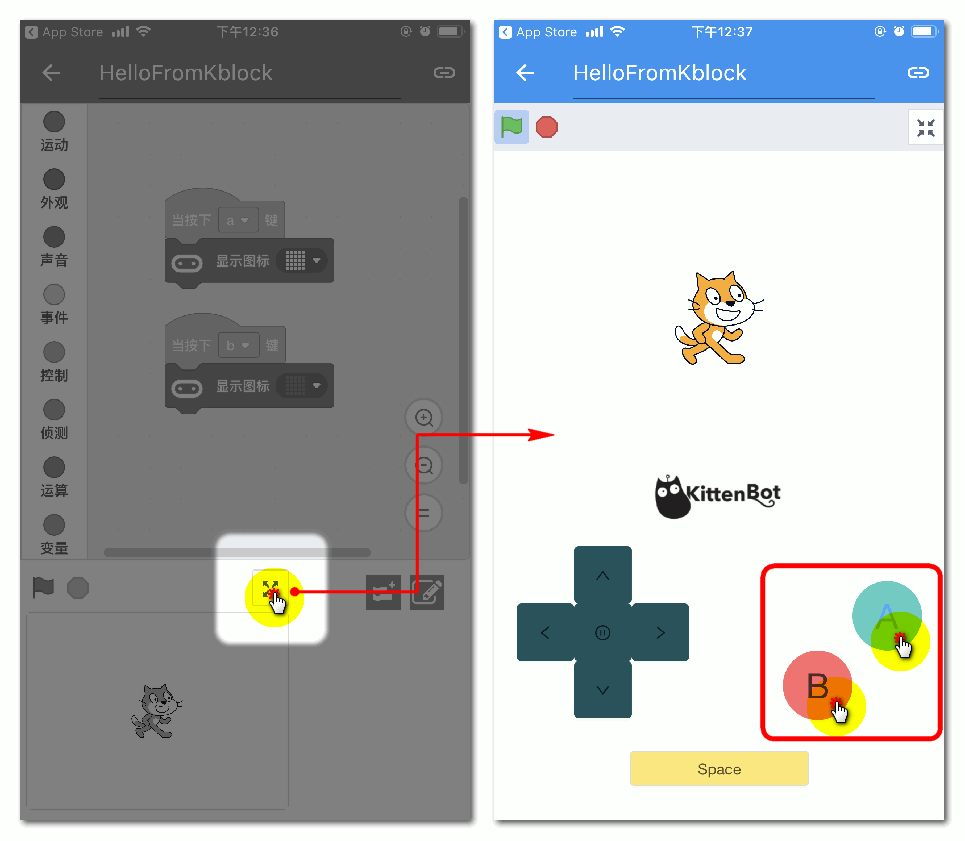 App Store
下午12:36
HelloFromKblock
运动
外观
声音
事件
控制
侦测
运算
变量
当按下 a 键
显示图标
当按下 b 键
显示图标
App Store
下午12:37
HelloFromKblock
KittenBot
A
B
Space